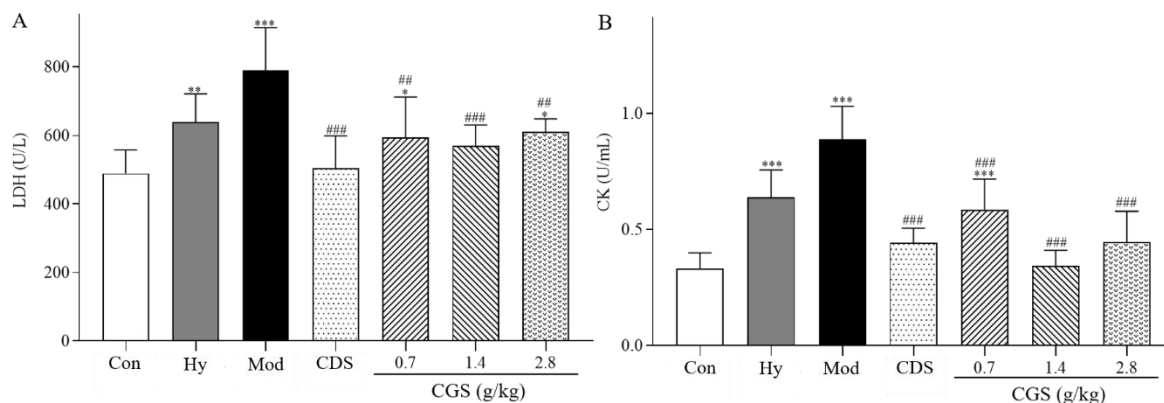 A
LDH (U/L)
800
600
400
200
0
**
***
###
##
*
###
##
*
Con Hy Mod CDS 0.7 1.4 2.8
CGS (g/kg)
B
CK (U/mL)
1.0
0.5
0.0
***
***
###
###
***
###
###
Con Hy Mod CDS 0.7 1.4 2.8
CGS (g/kg)